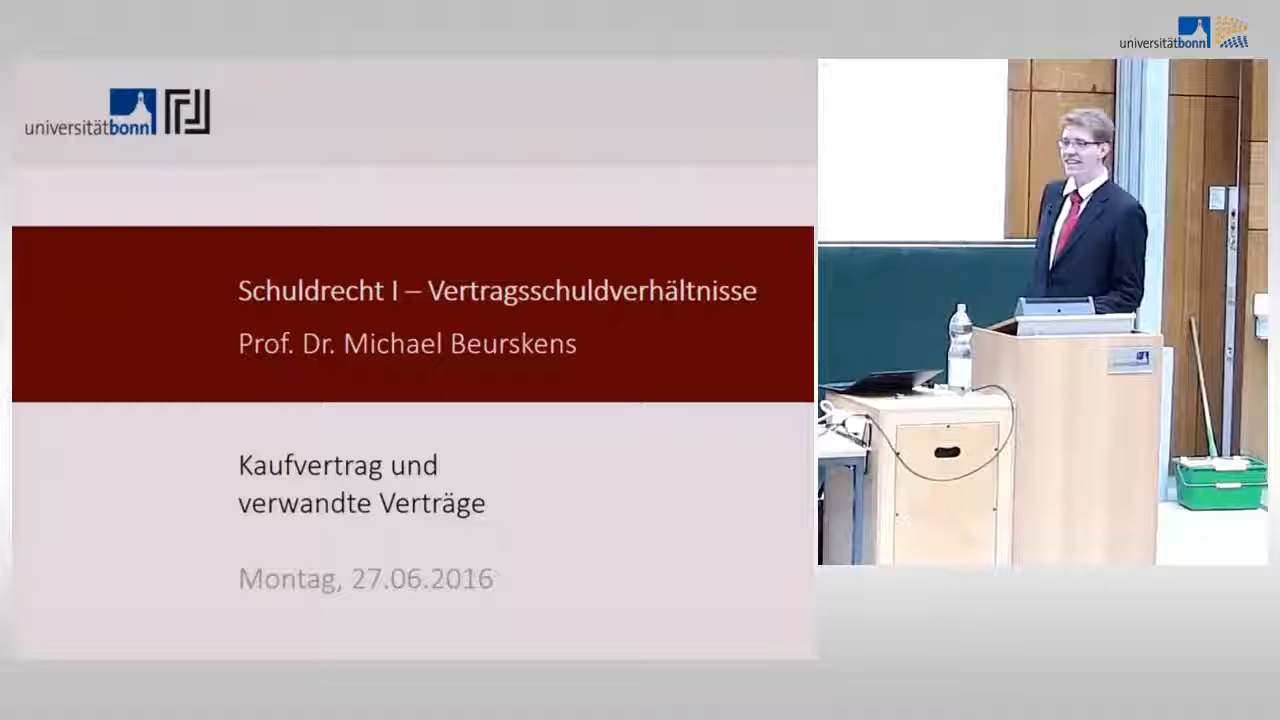 universitätbonn
universitätbonn
Schuldrecht I – Vertragsschuldverhältnisse
Prof. Dr. Michael Beurskens
Kaufvertrag und
verwandte Verträge
Montag, 27.06.2016